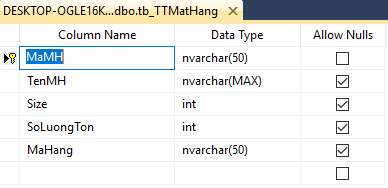 DESKTOP-OGLE16K...dbo.tb_TTMatHang
Column Name Data Type Allow Nulls
MaMH nvarchar(50)
TenMH nvarchar(MAX)
Size int
SoLuongTon int
MaHang nvarchar(50)